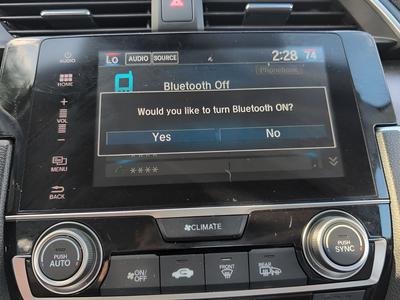 Lo AUDIO SOURCE 2:28 74
AUDIO
Phonebook
HOME
Bluetooth Off
+
Would you like to turn Bluetooth ON?
VOL
Yes No
-
MENU
****
****
BACK
CLIMATE
PUSH
AUTO
PUSH
SYNC
ON/
OFF
FRONT
REAR